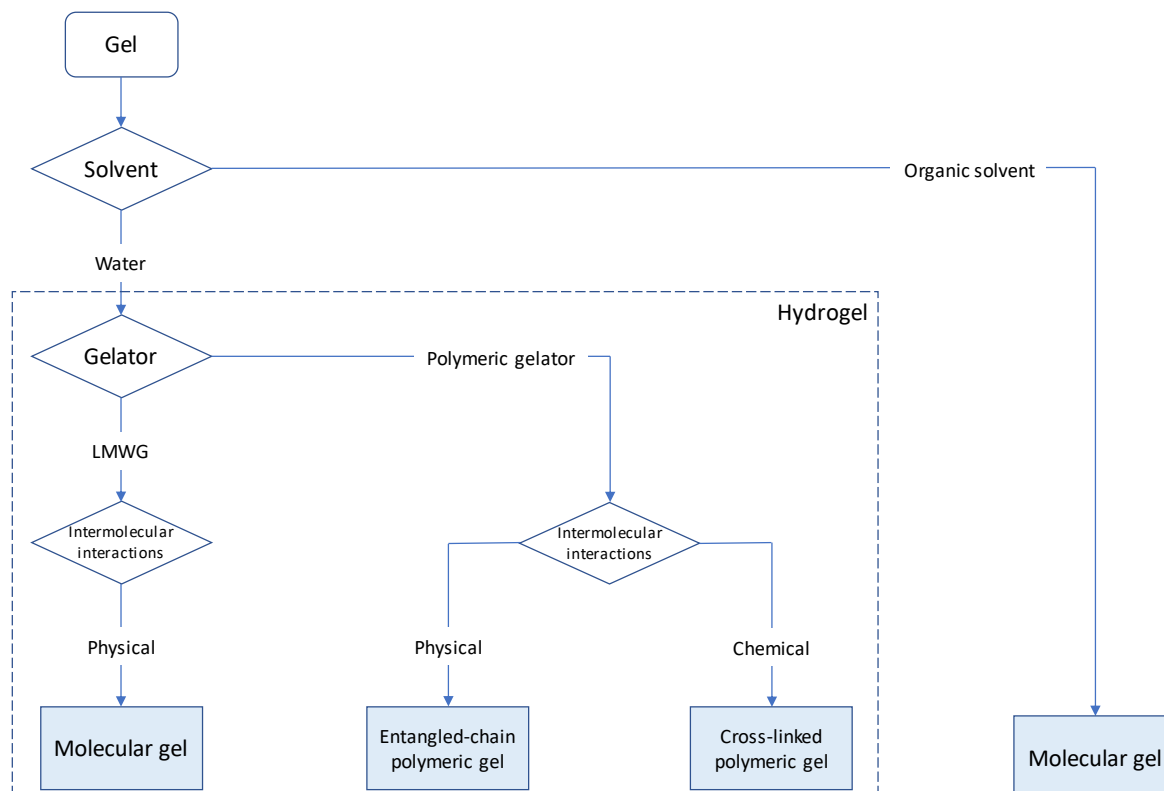 Gel
Solvent
Organic solvent
Water
Hydrogel
Gelator
Polymeric gelator
LMWG
Intermolecular
interactions
Intermolecular
interactions
Physical
Physical
Chemical
Molecular gel
Entangled-chain
polymeric gel
Cross-linked
polymeric gel
Molecular gel